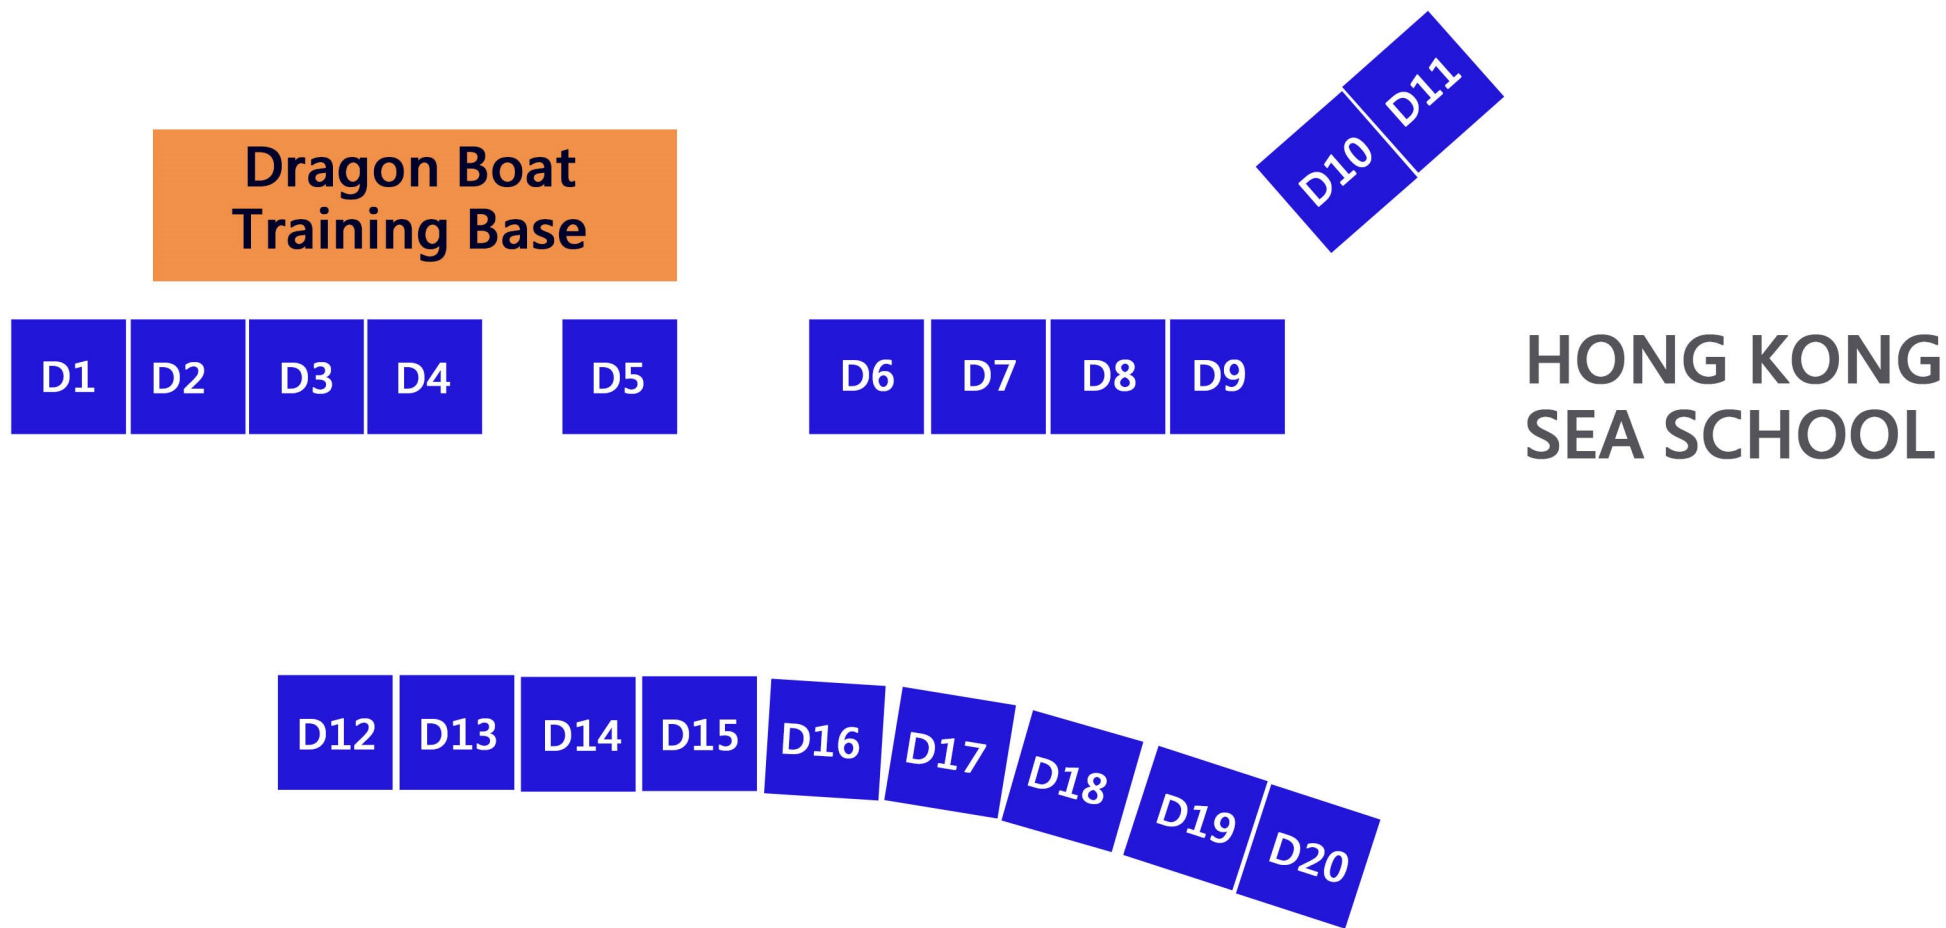 D11
D10
Dragon Boat
Training Base
D1 D2 D3 D4 D5 D6 D7 D8 D9
HONG KONG
SEA SCHOOL
D12 D13 D14 D15 D16 D17 D18 D19 D20